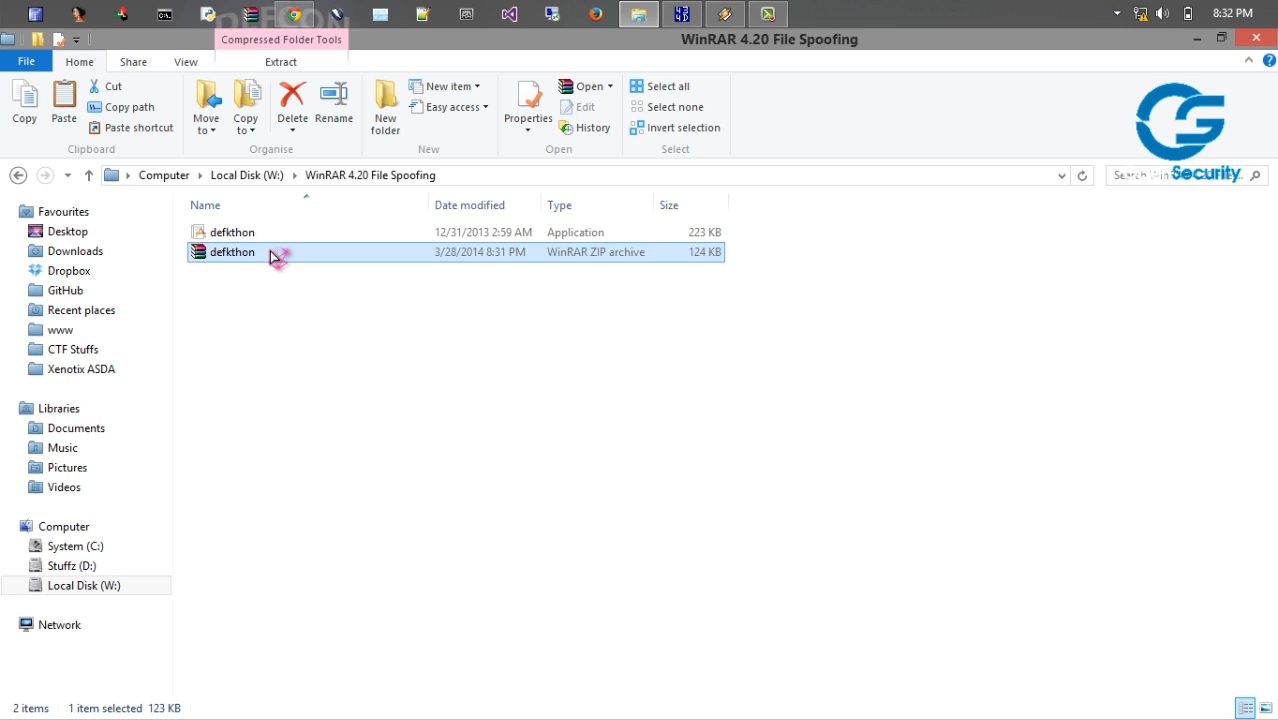 DEFCON
8:32 PM
Compressed Folder Tools
WinRAR 4.20 File Spoofing
File
Home
Share
View
Extract
Copy
Paste
Cut
Copy path
Paste shortcut
Clipboard
Move to
Copy to
Delete
Rename
Organise
New folder
New item
Easy access
New
Properties
Open
Edit
History
Open
Select all
Select none
Invert selection
Select
Security
Computer
Local Disk (W:)
WinRAR 4.20 File Spoofing
Name
Date modified
Type
Size
defkthon 12/31/2013 2:59 AM Application 223 KB
defkthon 3/28/2014 8:31 PM WinRAR ZIP archive 124 KB
Favourites
Desktop
Downloads
Dropbox
GitHub
Recent places
www
CTF Stuffs
Xenotix ASDA
Libraries
Documents
Music
Pictures
Videos
Computer
System (C:)
Stuffz (D:)
Local Disk (W:)
Network
2 items 1 item selected 123 KB